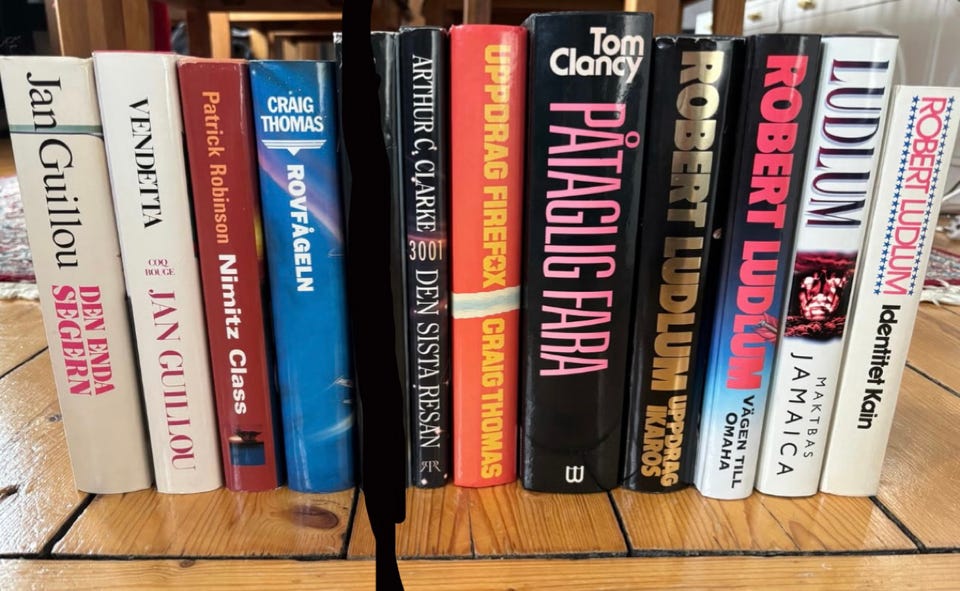 Jan Guillou
DEN ENDA
SEGERN
VENDETTA
COQ
ROUGE
JAN GUILLOU
Patrick Robinson
Nimitz Class
CRAIG
THOMAS
ROVFÅGELN
ARTHUR C. CLARKE
3001
DEN SISTA RESAN
UPPDRAG FIREFOX
CRAIG THOMAS
Tom
Clancy
PÅTAGLIG FARA
ROBERT LUDLUM
UPPDRAG
IKAROS
ROBERT LUDLUM
VÄGEN TILL
OMAHA
LUDLUM
MAKTBAS
JAMAICA
ROBERT LUDLUM
Identitet Kain